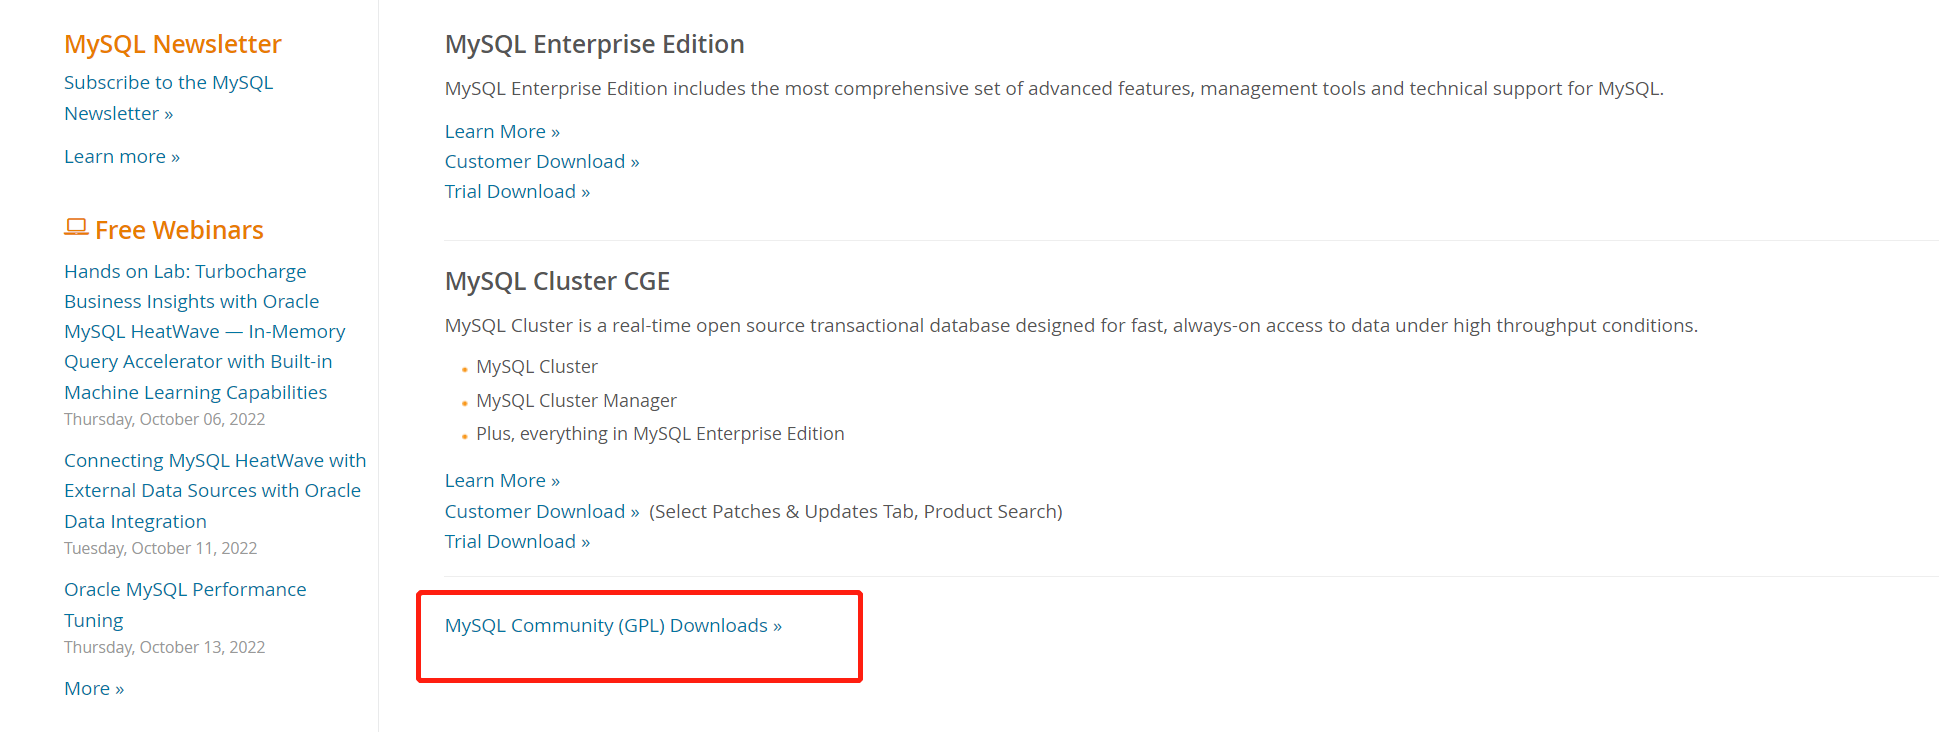 MySQL Newsletter
Subscribe to the MySQL
Newsletter »
Learn more »
Free Webinars
Hands on Lab: Turbocharge
Business Insights with Oracle
MySQL HeatWave — In-Memory
Query Accelerator with Built-in
Machine Learning Capabilities
Thursday, October 06, 2022
Connecting MySQL HeatWave with
External Data Sources with Oracle
Data Integration
Tuesday, October 11, 2022
Oracle MySQL Performance
Tuning
Thursday, October 13, 2022
More »
MySQL Enterprise Edition
MySQL Enterprise Edition includes the most comprehensive set of advanced features, management tools and technical support for MySQL.
Learn More »
Customer Download »
Trial Download »
MySQL Cluster CGE
MySQL Cluster is a real-time open source transactional database designed for fast, always-on access to data under high throughput conditions.
• MySQL Cluster
• MySQL Cluster Manager
• Plus, everything in MySQL Enterprise Edition
Learn More »
Customer Download » (Select Patches & Updates Tab, Product Search)
Trial Download »
MySQL Community (GPL) Downloads »